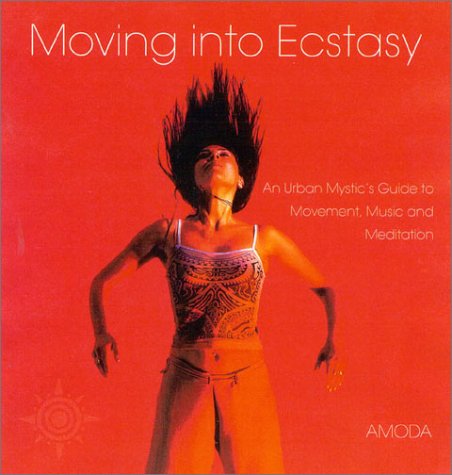 Moving into Ecstasy
An Urban Mystic's Guide to
Movement, Music and
Meditation
AMODA